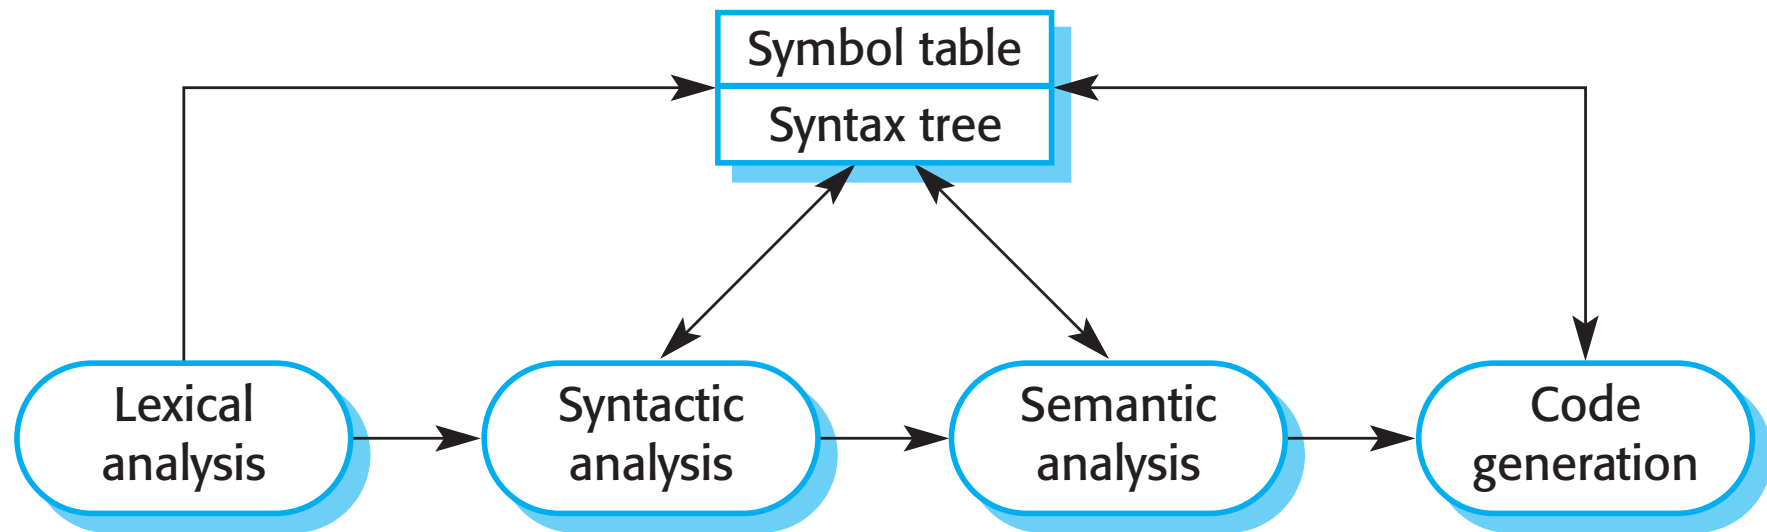 Symbol table
Syntax tree
Lexical
analysis
Syntactic
analysis
Semantic
analysis
Code
generation